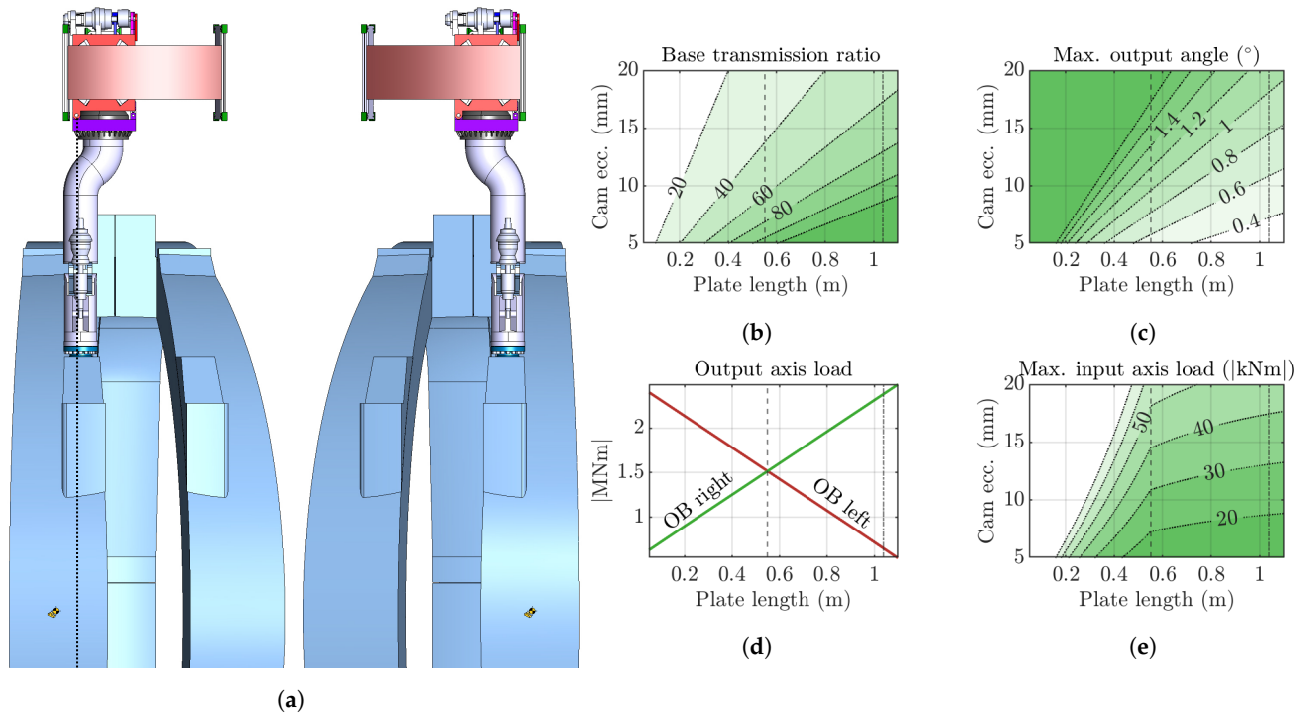 Base transmission ratio
20
15
10
5
Cam ecc. (mm)
20
40
60
80
0.2 0.4 0.6 0.8 1
Plate length (m)
(b)
Max. output angle (°)
20
15
10
5
Cam ecc. (mm)
1.4
1.2
1
0.8
0.6
0.4
0.2 0.4 0.6 0.8 1
Plate length (m)
(c)
Output axis load
2
1.5
1
|MNm|
OB right
OB left
0.2 0.4 0.6 0.8 1
Plate length (m)
(d)
Max. input axis load (|kNm|)
20
15
10
5
Cam ecc. (mm)
50
40
30
20
0.2 0.4 0.6 0.8 1
Plate length (m)
(e)
(a)